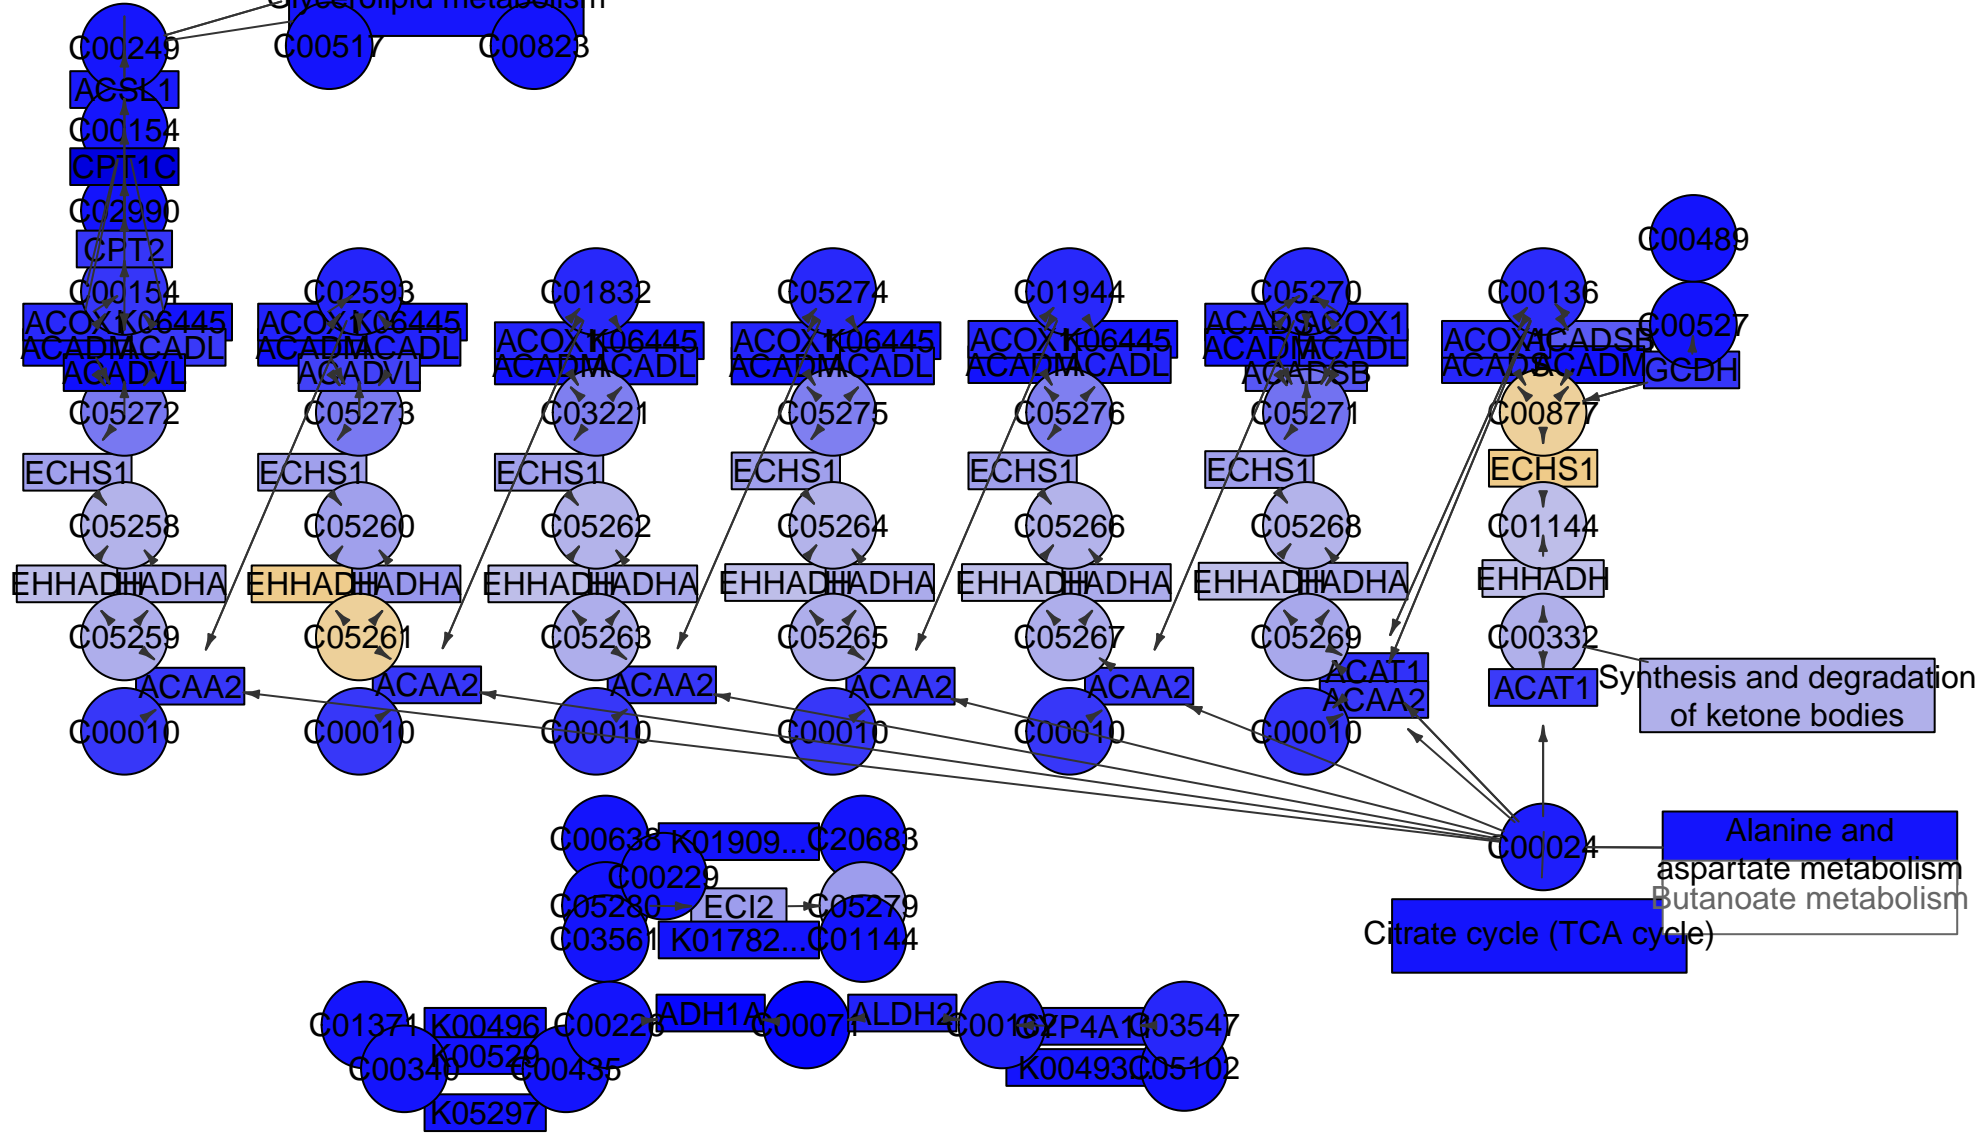 Glycerolipid metabolism
C00249
C00517
C00823
ACSL1
C00154
CPT1C
C02990
CPT2
C00154
C02593
C01832
C05274
C01944
C05270
C00136
C00489
C00527
ACOX1
K06445
ACADM
ACADL
ACADVL
ACOX1
K06445
ACADM
ACADL
ACADVL
ACOX1
K06445
ACADM
ACADL
ACOX1
K06445
ACADM
ACADL
ACOX1
K06445
ACADM
ACADL
ACADS
ACOX1
ACADM
ACADL
ACADSB
ACOX1
ACADSB
ACADS
ACADM
GCDH
C05272
C05273
C03221
C05275
C05276
C05271
C00877
ECHS1
ECHS1
ECHS1
ECHS1
ECHS1
ECHS1
ECHS1
C05258
C05260
C05262
C05264
C05266
C05268
C01144
EHHADH
HADHA
EHHADH
HADHA
EHHADH
HADHA
EHHADH
HADHA
EHHADH
HADHA
EHHADH
HADHA
EHHADH
C05259
C05261
C05263
C05265
C05267
C05269
C00332
ACAA2
ACAA2
ACAA2
ACAA2
ACAA2
ACAT1
ACAA2
ACAT1
Synthesis and degradation
of ketone bodies
C00010
C00010
C00010
C00010
C00010
C00010
C00638
K01909...
C20683
C00229
C05280
ECI2
C05279
C03561
K01782...
C01144
C00024
Alanine and
aspartate metabolism
Butanoate metabolism
Citrate cycle (TCA cycle)
C01371
K00496
C00226
ADH1A
C00071
ALDH2
C00162
C03547
C00340
K00529
C00435
K00493...
C05102
K05297